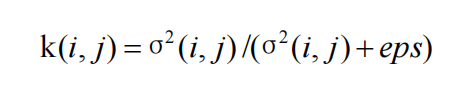 k(i, j) = σ²(i, j)/(σ²(i, j)+eps)